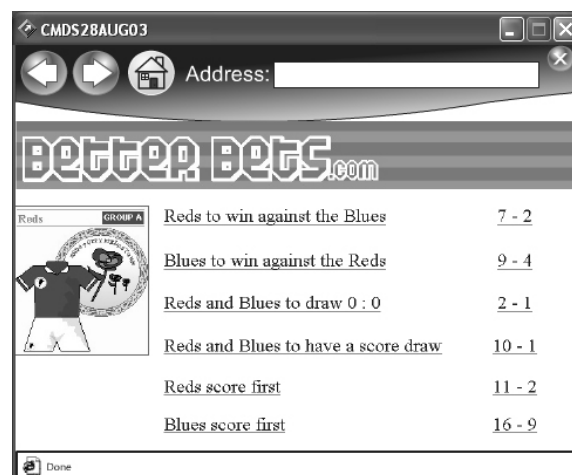 CMDS28AUG03
Address:
Better Bets.com
Reds GROUP A
Reds to win against the Blues 7 - 2
Blues to win against the Reds 9 - 4
Reds and Blues to draw 0 : 0 2 - 1
Reds and Blues to have a score draw 10 - 1
Reds score first 11 - 2
Blues score first 16 - 9
Done